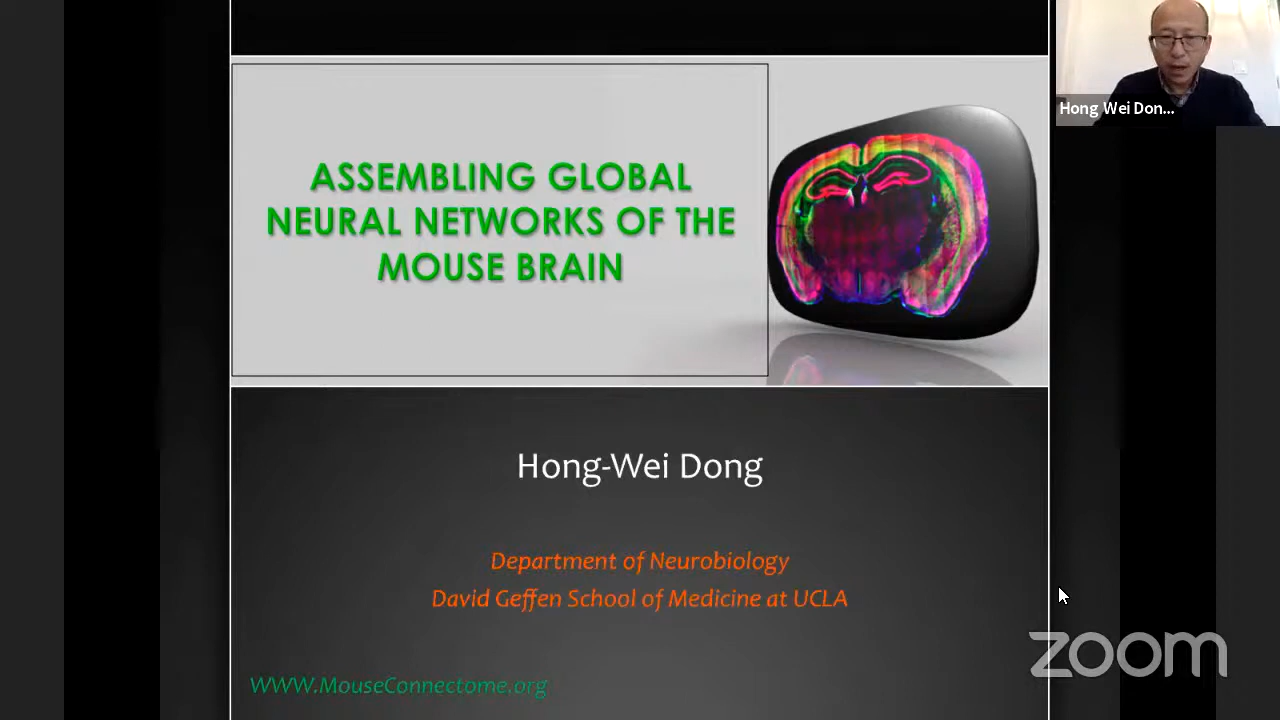 ASSEMBLING GLOBAL
NEURAL NETWORKS OF THE
MOUSE BRAIN
Hong Wei Don...
Hong-Wei Dong
Department of Neurobiology
David Geffen School of Medicine at UCLA
WWW.MouseConnectome.org
zoom